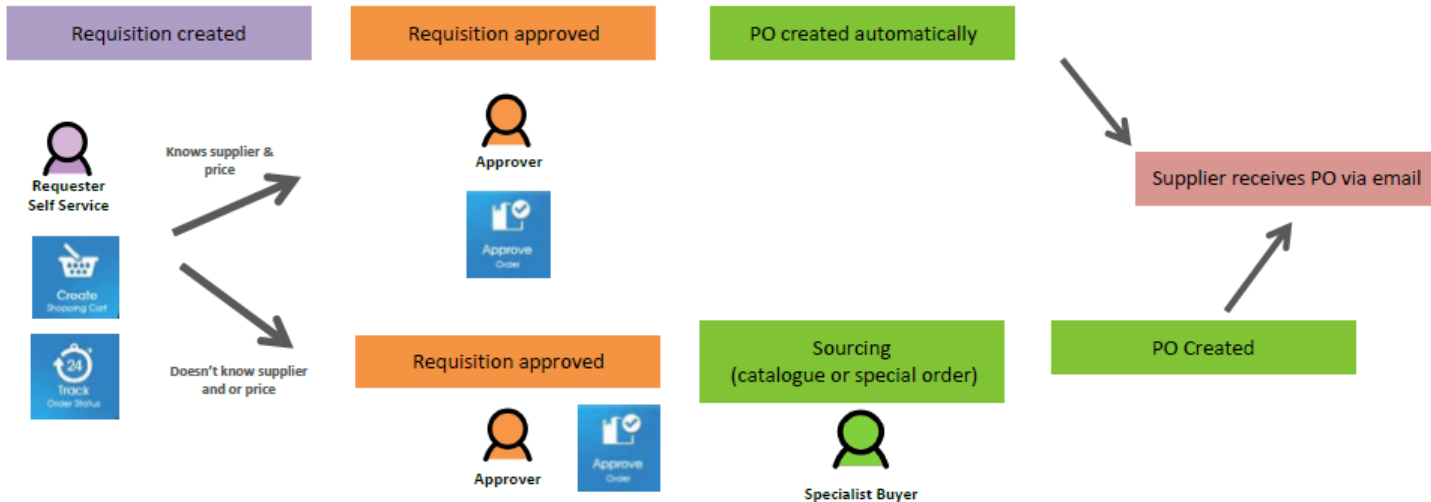 Requisition created
Requisition approved
PO created automatically
Knows supplier &
price
Requester
Self Service
Approver
Supplier receives PO via email
Create
Shopping Cart
Approve
Order
24
Track
Order Status
Doesn't know supplier
and or price
Requisition approved
Sourcing
(catalogue or special order)
PO Created
Approver
Approve
Order
Specialist Buyer